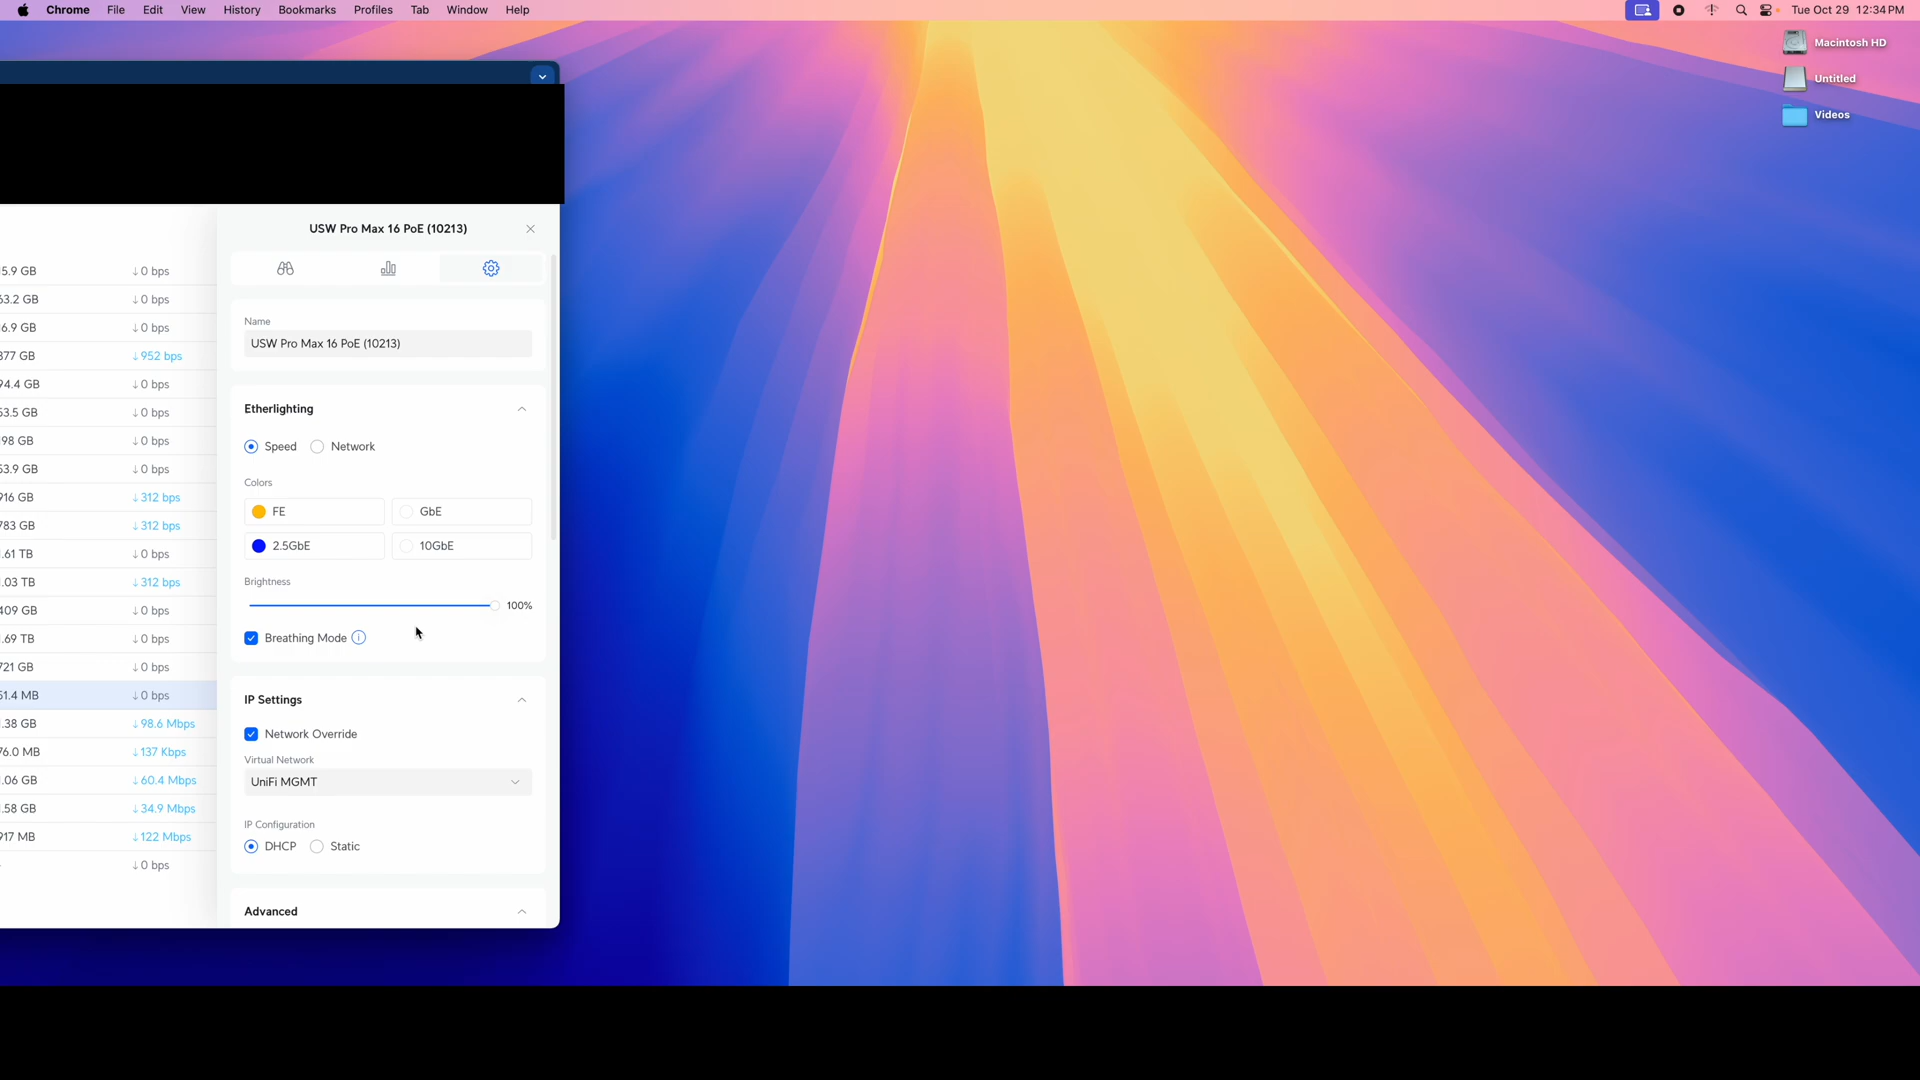 Chrome File Edit View History Bookmarks Profiles Tab Window Help Tue Oct 29 12:34 PM
Macintosh HD
Untitled
Videos
USW Pro Max 16 PoE (10213)
5.9 GB ↓ 0 bps
63.2 GB ↓ 0 bps
6.9 GB ↓ 0 bps
377 GB ↓ 952 bps
94.4 GB ↓ 0 bps
53.5 GB ↓ 0 bps
98 GB ↓ 0 bps
53.9 GB ↓ 0 bps
916 GB ↓ 312 bps
783 GB ↓ 312 bps
.61 TB ↓ 0 bps
.03 TB ↓ 312 bps
409 GB ↓ 0 bps
.69 TB ↓ 0 bps
721 GB ↓ 0 bps
51.4 MB ↓ 0 bps
.38 GB ↓ 98.6 Mbps
76.0 MB ↓ 137 Kbps
.06 GB ↓ 60.4 Mbps
.58 GB ↓ 34.9 Mbps
917 MB ↓ 122 Mbps
↓ 0 bps
Name
USW Pro Max 16 PoE (10213)
Etherlighting
Speed Network
Colors
FE GbE
2.5GbE 10GbE
Brightness
100%
Breathing Mode
IP Settings
Network Override
Virtual Network
UniFi MGMT
IP Configuration
DHCP Static
Advanced